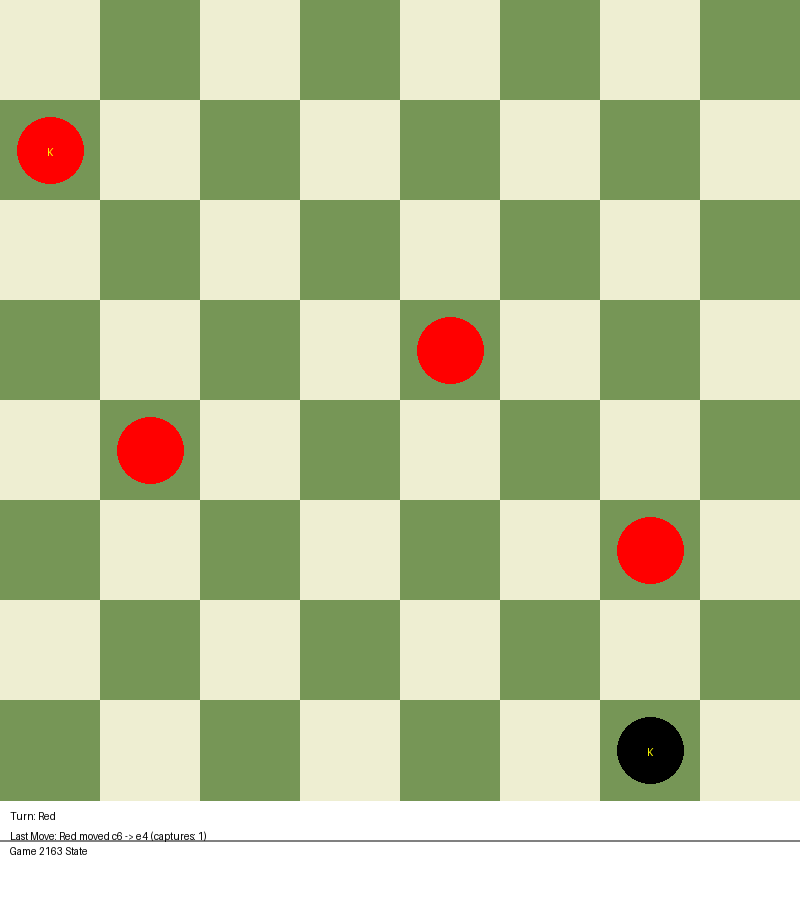 K
K
Turn: Red
Last Move: Red moved c6 -> e4 (captures: 1)
Game 2163 State